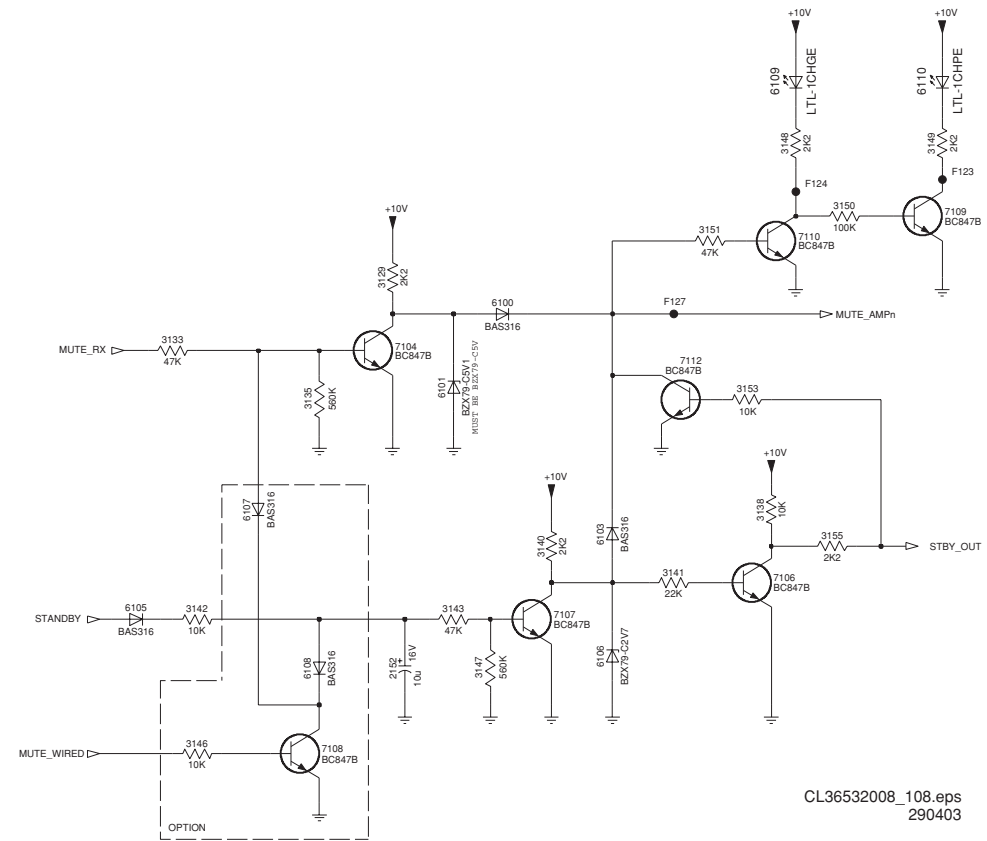 +10V
+10V
6109
LTL-1CHGE
6110
LTL-1CHPE
3148
2K2
3149
2K2
F124
F123
+10V
3150
100K
7109
BC847B
3151
47K
7110
BC847B
3129
2K2
6100
BAS316
F127
MUTE_AMPn
MUTE_RX
3133
47K
7104
BC847B
7112
BC847B
3135
560K
6101
BZX79-C5V1
MUST BE BZX79-C5V
3153
10K
+10V
+10V
3138
10K
6107
BAS316
3140
2K2
6103
BAS316
3155
2K2
STBY_OUT
3141
22K
7106
BC847B
STANDBY
6105
BAS316
3142
10K
3143
47K
7107
BC847B
6108
BAS316
2152
+
16V
10u
3147
560K
6106
BZX79-C2V7
MUTE_WIRED
3146
10K
7108
BC847B
OPTION
CL36532008_108.eps
290403